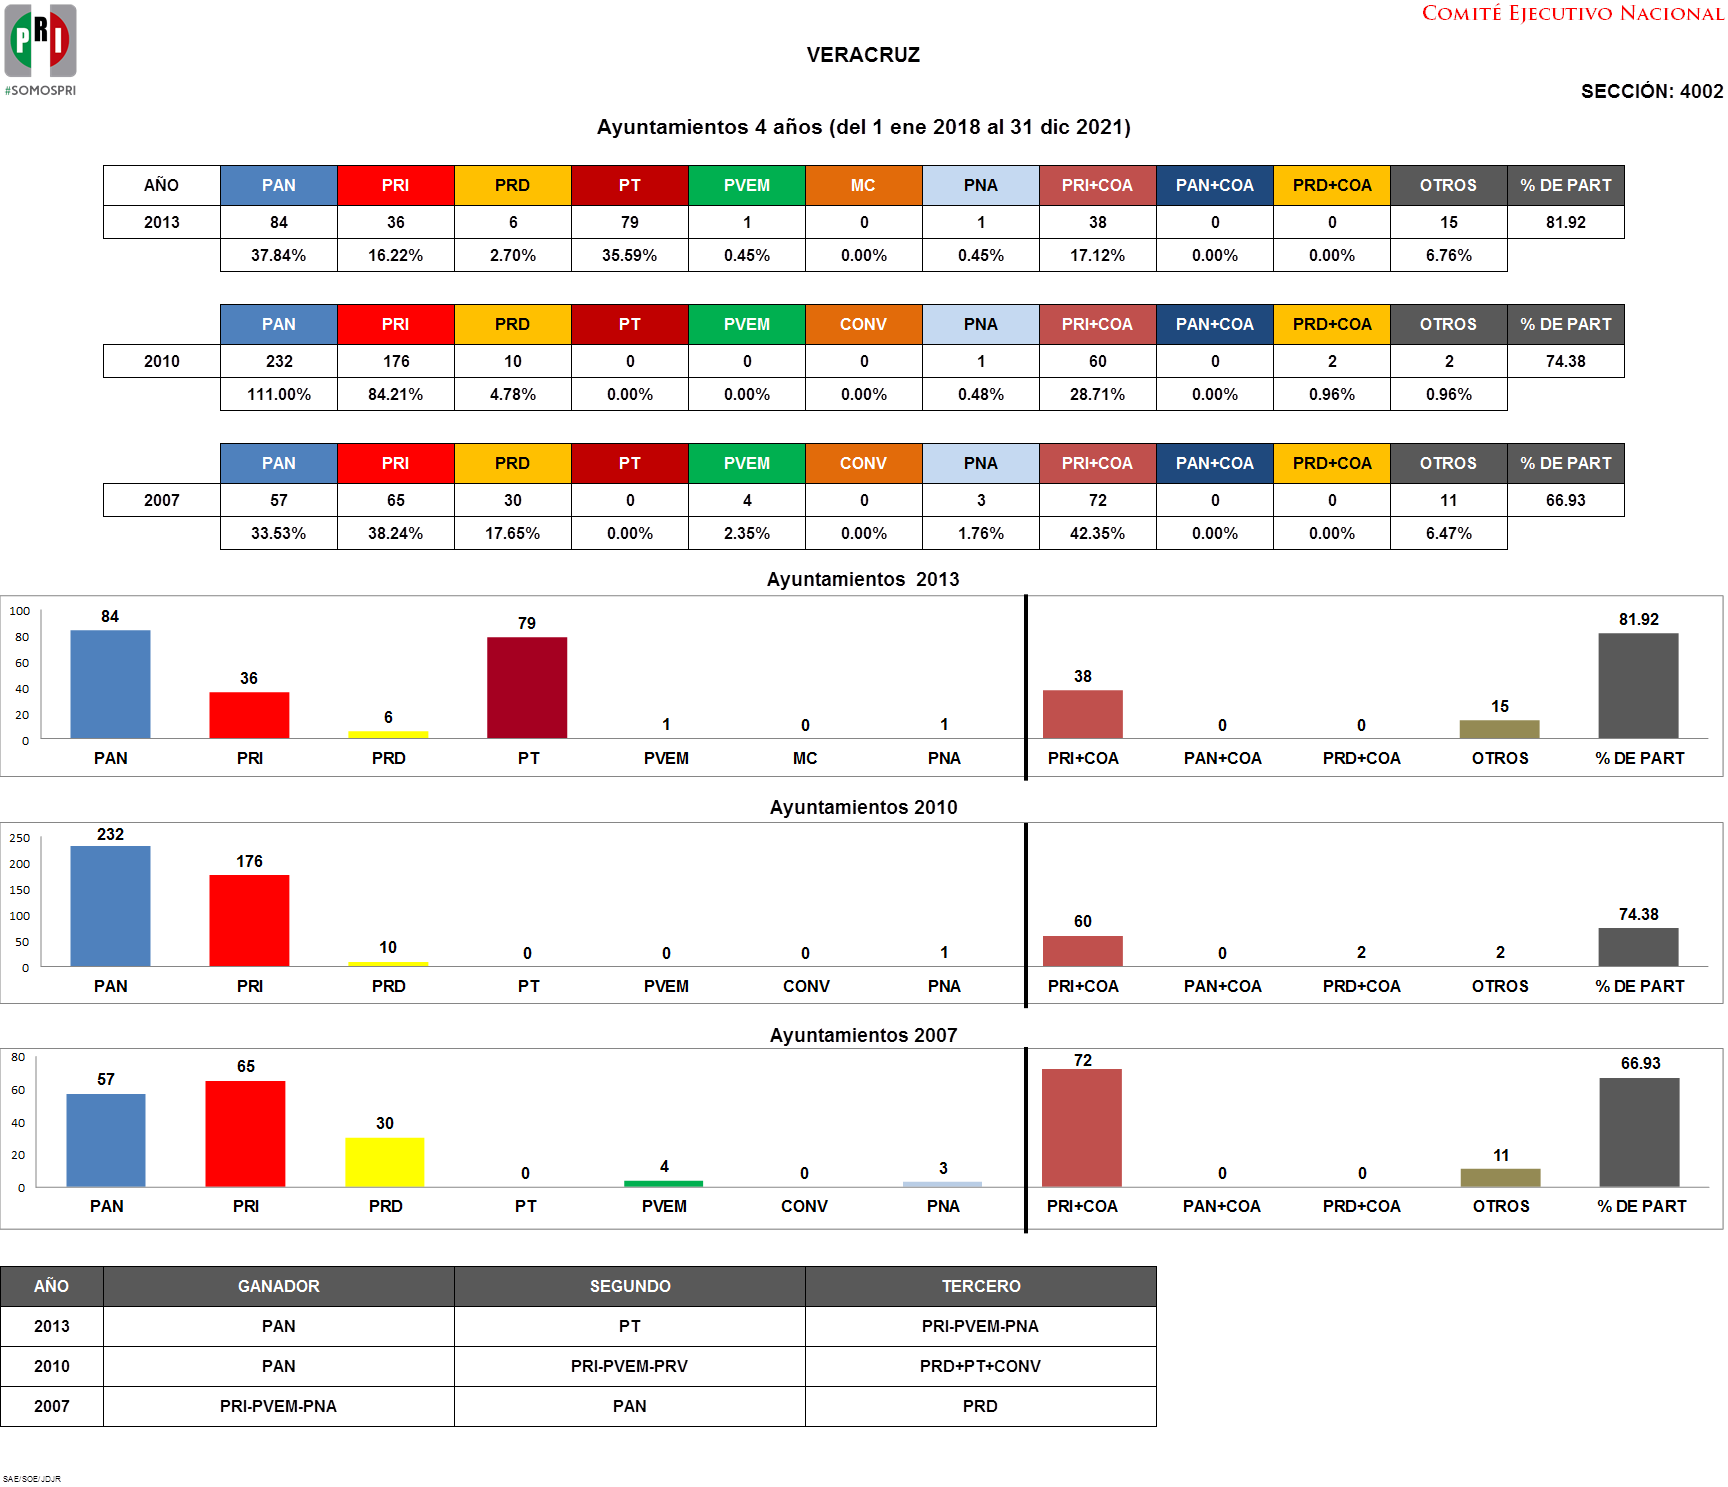 PRI
#SOMOSPRI
COMITÉ EJECUTIVO NACIONAL
VERACRUZ
SECCIÓN: 4002
Ayuntamientos 4 años (del 1 ene 2018 al 31 dic 2021)
AÑO PAN PRI PRD PT PVEM MC PNA PRI+COA PAN+COA PRD+COA OTROS % DE PART
2013 84 36 6 79 1 0 1 38 0 0 15 81.92
37.84% 16.22% 2.70% 35.59% 0.45% 0.00% 0.45% 17.12% 0.00% 0.00% 6.76%
PAN PRI PRD PT PVEM CONV PNA PRI+COA PAN+COA PRD+COA OTROS % DE PART
2010 232 176 10 0 0 0 1 60 0 2 2 74.38
111.00% 84.21% 4.78% 0.00% 0.00% 0.00% 0.48% 28.71% 0.00% 0.96% 0.96%
PAN PRI PRD PT PVEM CONV PNA PRI+COA PAN+COA PRD+COA OTROS % DE PART
2007 57 65 30 0 4 0 3 72 0 0 11 66.93
33.53% 38.24% 17.65% 0.00% 2.35% 0.00% 1.76% 42.35% 0.00% 0.00% 6.47%
Ayuntamientos 2013
100
80
60
40
20
0
84 36 6 79 1 0 1 38 0 0 15 81.92
PAN PRI PRD PT PVEM MC PNA PRI+COA PAN+COA PRD+COA OTROS % DE PART
Ayuntamientos 2010
250
200
150
100
50
0
232 176 10 0 0 0 1 60 0 2 2 74.38
PAN PRI PRD PT PVEM CONV PNA PRI+COA PAN+COA PRD+COA OTROS % DE PART
Ayuntamientos 2007
80
60
40
20
0
57 65 30 0 4 0 3 72 0 0 11 66.93
PAN PRI PRD PT PVEM CONV PNA PRI+COA PAN+COA PRD+COA OTROS % DE PART
AÑO GANADOR SEGUNDO TERCERO
2013 PAN PT PRI-PVEM-PNA
2010 PAN PRI-PVEM-PRV PRD+PT+CONV
2007 PRI-PVEM-PNA PAN PRD
SAE/SOE/JDJR